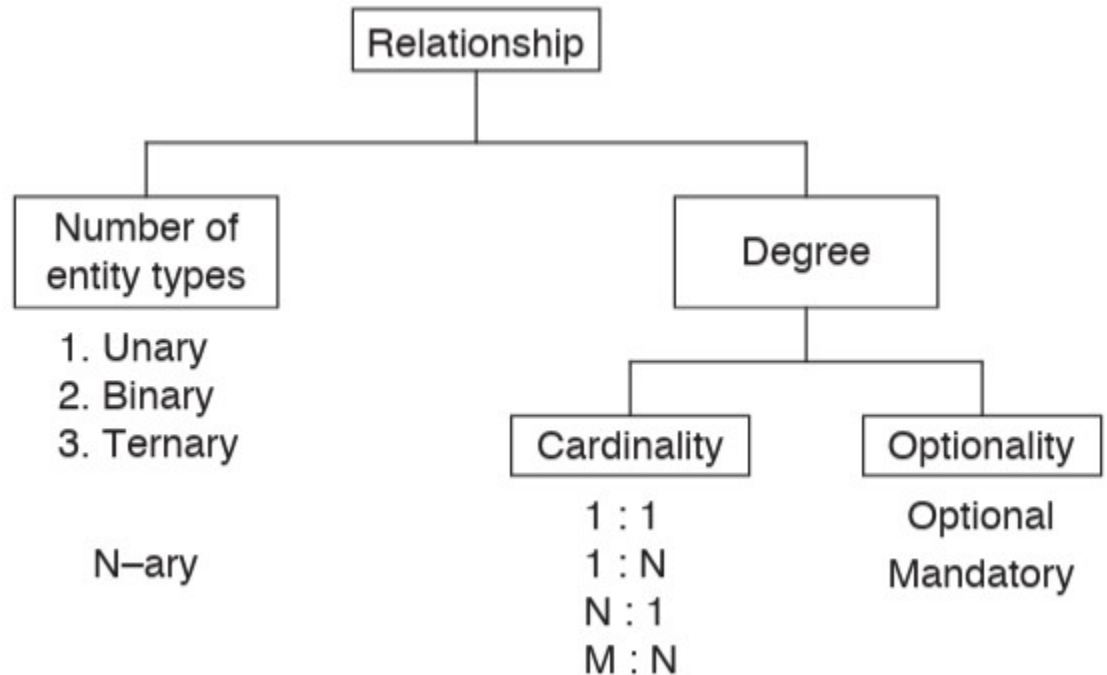 Relationship
Number of
entity types
1. Unary
2. Binary
3. Ternary
N–ary
Degree
Cardinality
1 : 1
1 : N
N : 1
M : N
Optionality
Optional
Mandatory